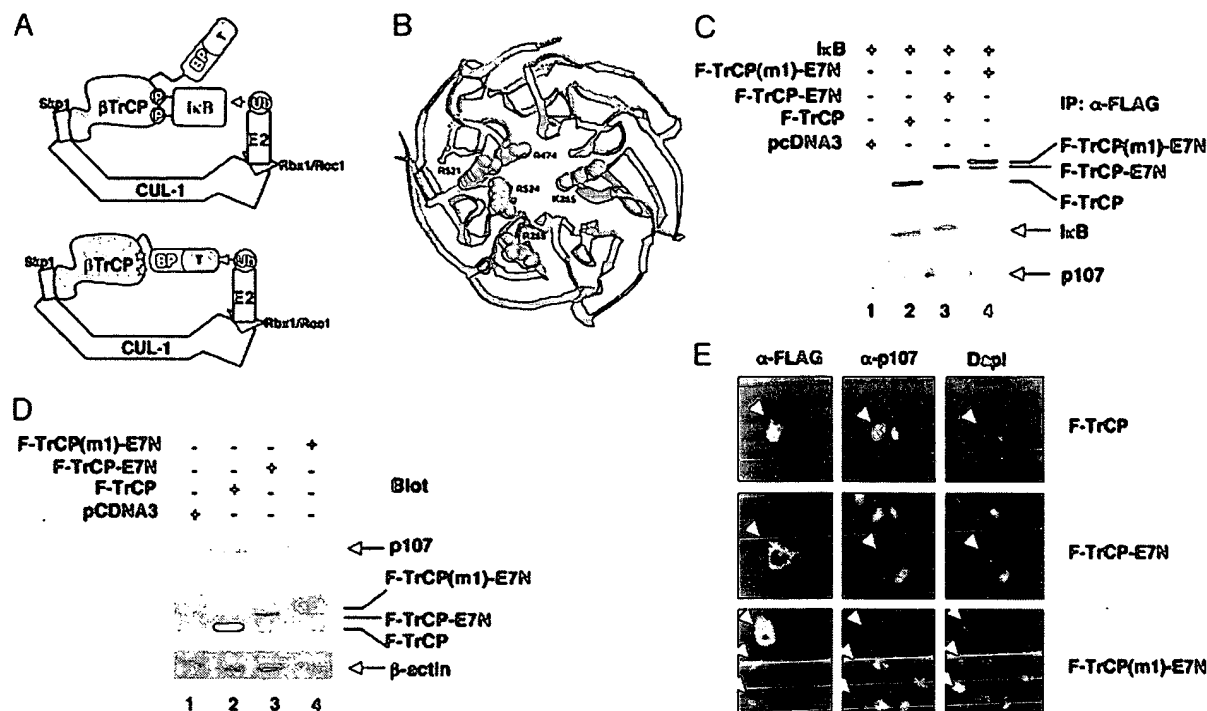 A
BP T
Skp1
βTrCP
P
P
IκB
Ub
E2
Rbx1/Roc1
CUL-1
Skp1
βTrCP
BP T
Ub
E2
Rbx1/Roc1
CUL-1
B
R474
R521
R524
C
IκB + + + +
F-TrCP(m1)-E7N - - - +
F-TrCP-E7N - - + -
F-TrCP - + - -
pcDNA3 + - - -
IP: α-FLAG
F-TrCP(m1)-E7N
F-TrCP-E7N
F-TrCP
IκB
p107
1 2 3 4
D
F-TrCP(m1)-E7N - - - +
F-TrCP-E7N - - + -
F-TrCP - + - -
pCDNA3 + - - -
Blot
p107
F-TrCP(m1)-E7N
F-TrCP-E7N
F-TrCP
β-actin
1 2 3 4
E
α-FLAG α-p107 DapI
F-TrCP
F-TrCP-E7N
F-TrCP(m1)-E7N